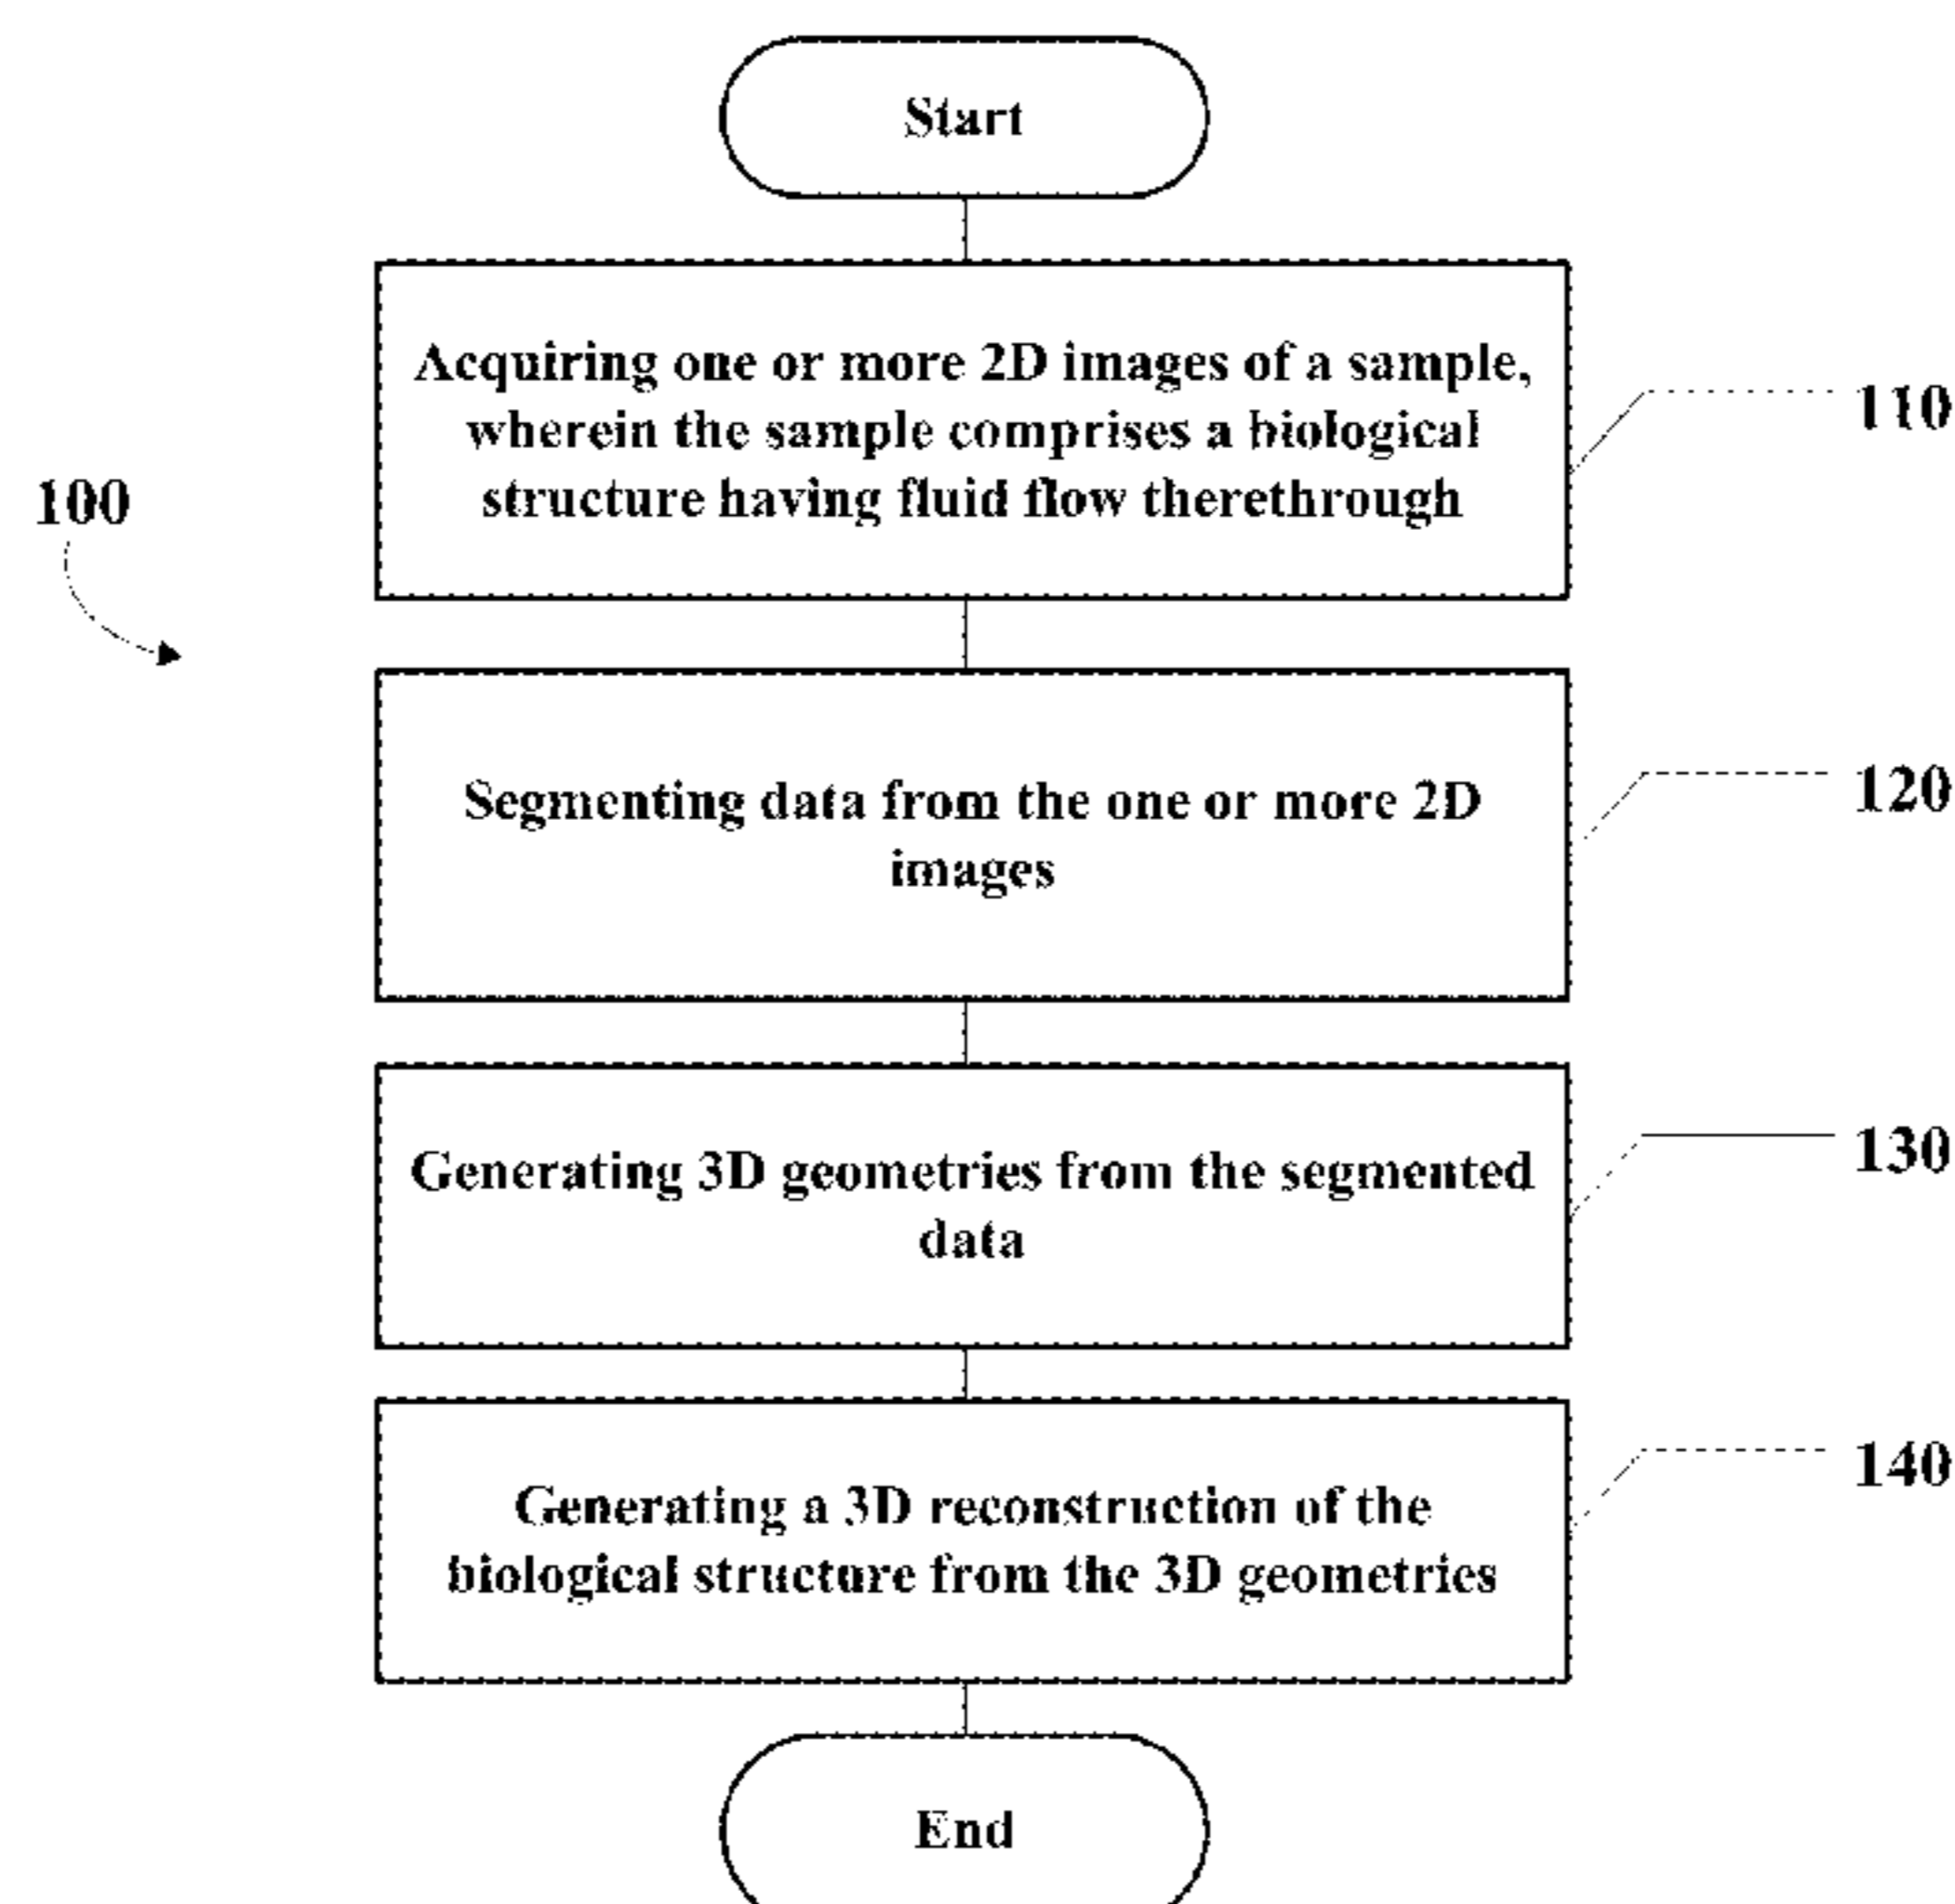 Start
Acquiring one or more 2D images of a sample,
wherein the sample comprises a biological
structure having fluid flow therethrough
110
100
Segmenting data from the one or more 2D
images
120
Generating 3D geometries from the segmented
data
130
Generating a 3D reconstruction of the
biological structure from the 3D geometries
140
End